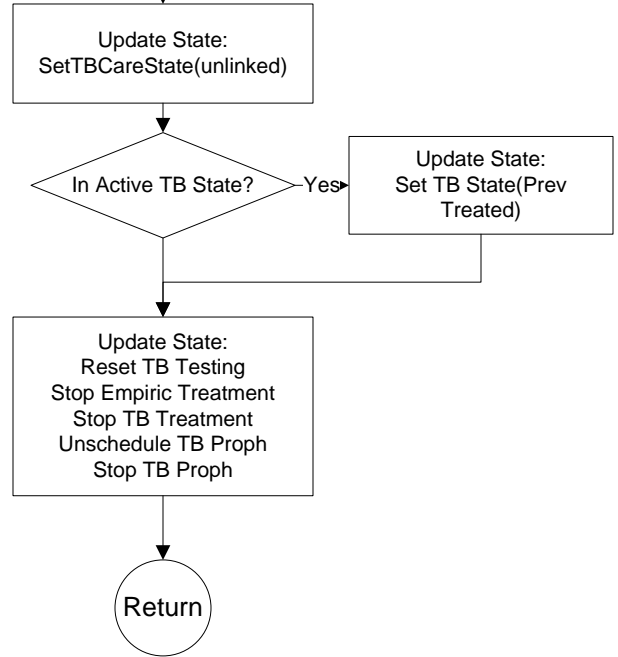 Update State:
SetTBCareState(unlinked)
In Active TB State?
Yes
Update State:
Set TB State(Prev
Treated)
Update State:
Reset TB Testing
Stop Empiric Treatment
Stop TB Treatment
Unschedule TB Proph
Stop TB Proph
Return